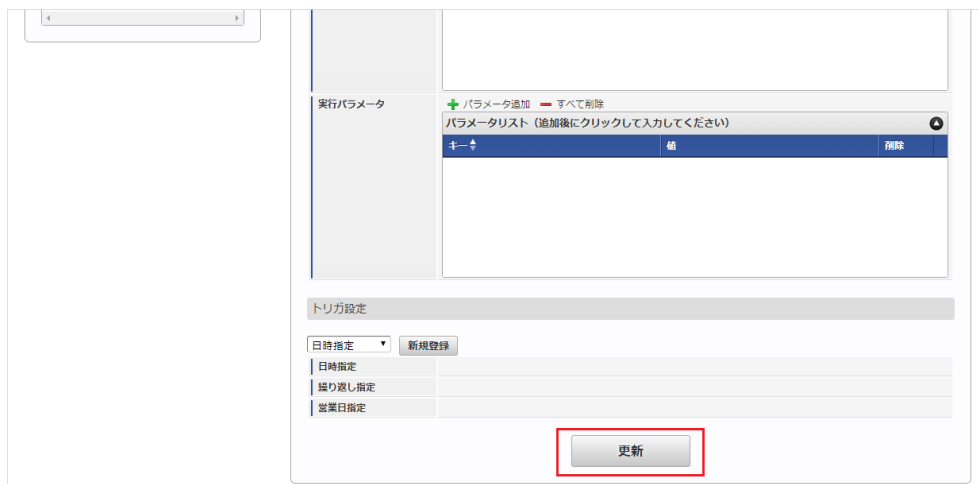 実行パラメータ
パラメータ追加 すべて削除
パラメータリスト（追加後にクリックして入力してください）
キー 値 削除
トリガ設定
日時指定 新規登録
日時指定
繰り返し指定
営業日指定
更新